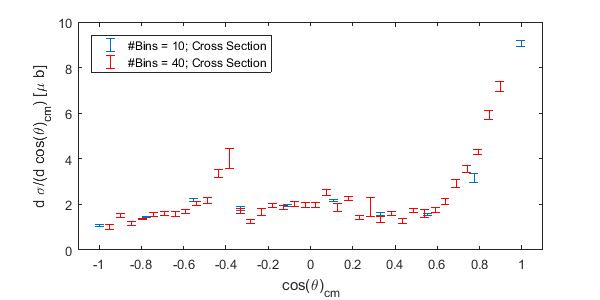 10
8
6
4
2
0
d σ/(d cos(θ)cm) [μ b]
#Bins = 10; Cross Section
#Bins = 40; Cross Section
-1 -0.8 -0.6 -0.4 -0.2 0 0.2 0.4 0.6 0.8 1
cos(θ)cm